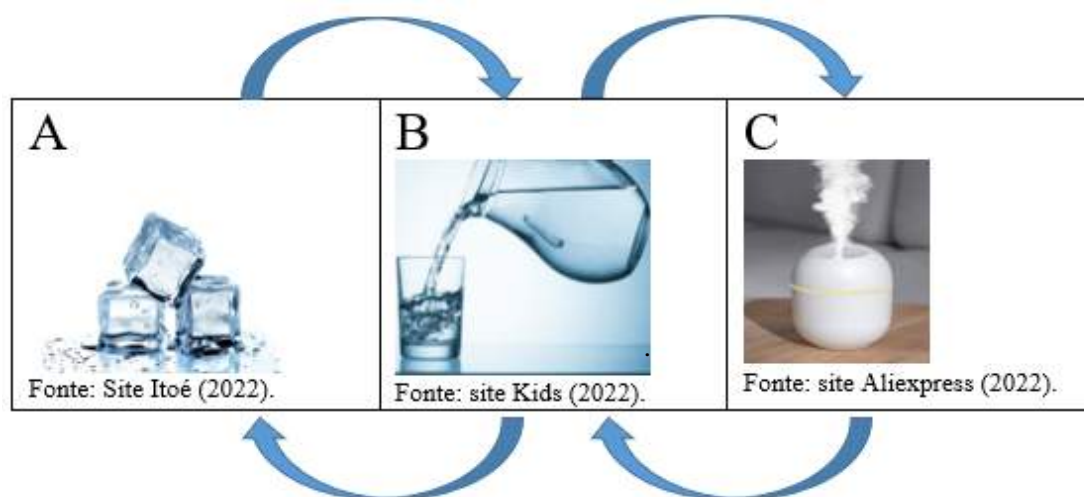 A
B
C
Fonte: Site Itoé (2022).
Fonte: site Kids (2022).
Fonte: site Aliexpress (2022).